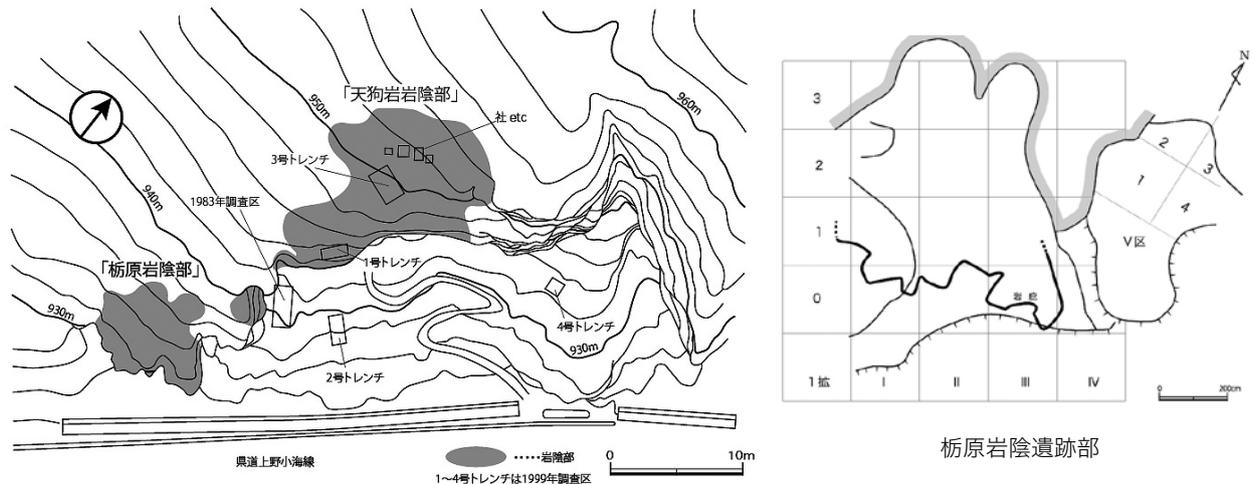 「天狗岩岩陰部」
950m
960m
社 etc
3号トレンチ
940m
1983年調査区
「栃原岩陰部」
1号トレンチ
930m
4号トレンチ
930m
2号トレンチ
県道上野小海線
•••••岩陰部
1～4号トレンチは1999年調査区
0 10m
N
3
2
1
0
1拡 I II III IV
2
3
1
4
V区
岩庇
0 200cm
栃原岩陰遺跡部